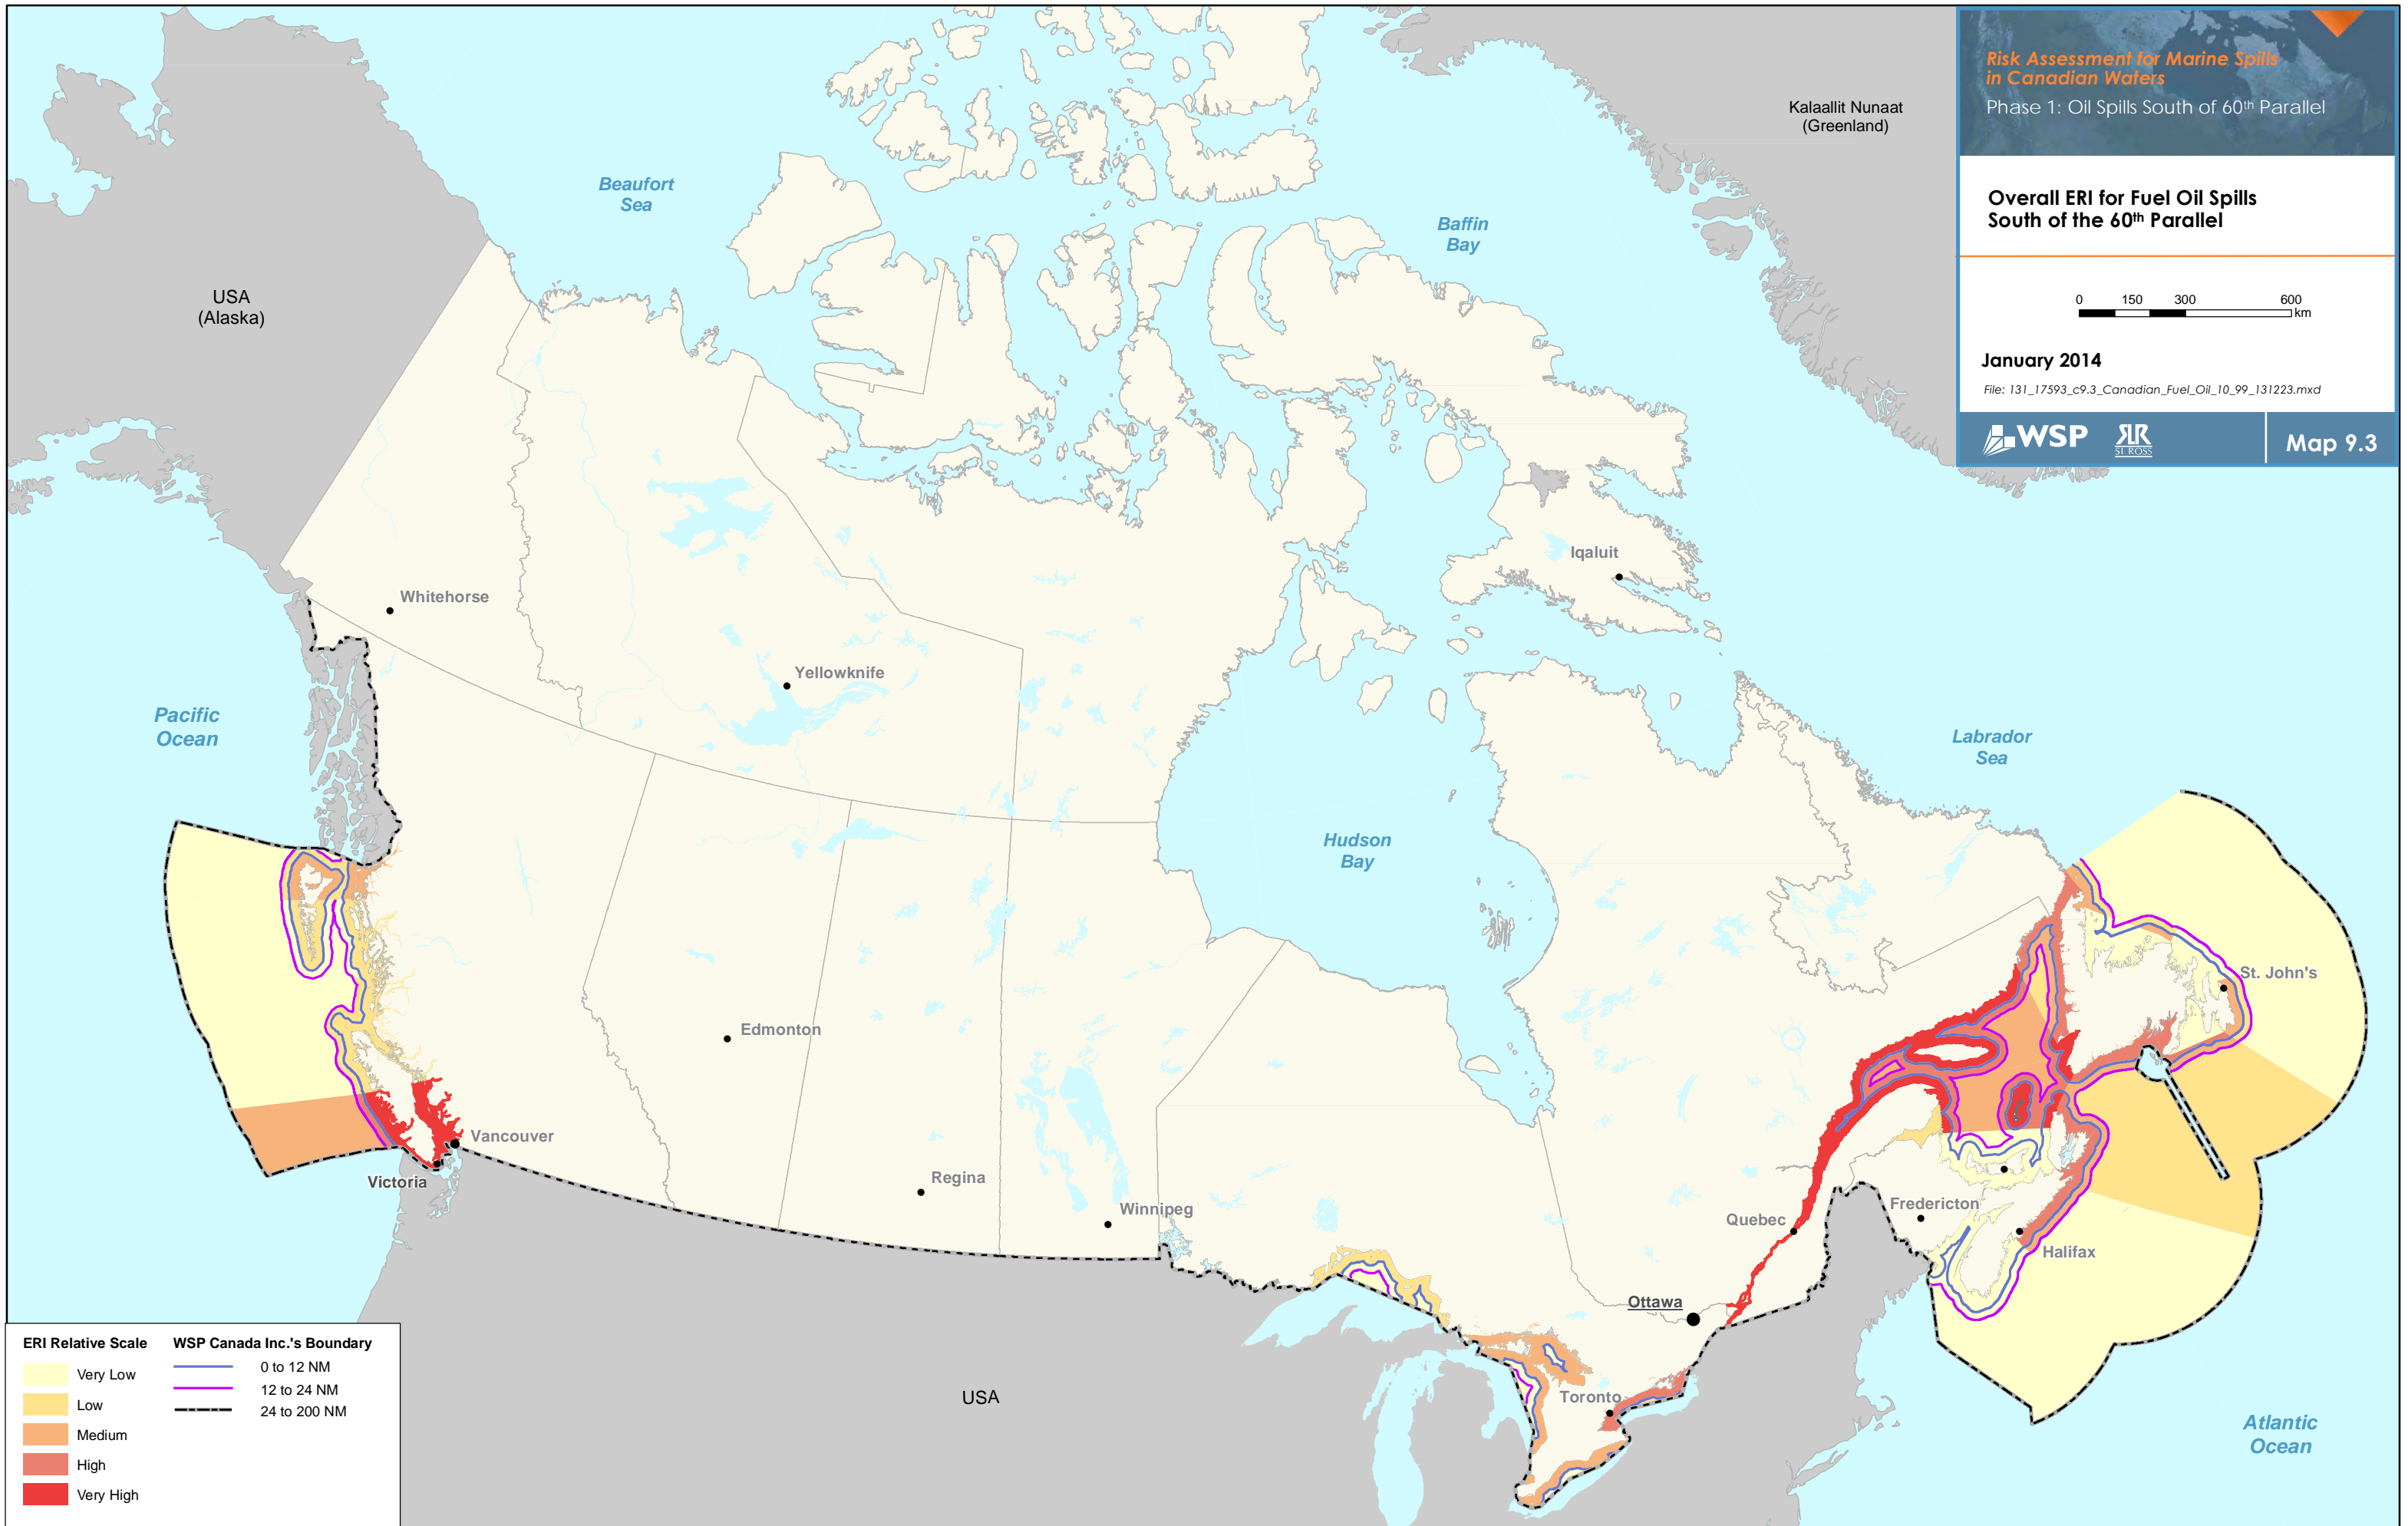 Risk Assessment for Marine Spills
in Canadian Waters
Phase 1: Oil Spills South of 60th Parallel
Overall ERI for Fuel Oil Spills
South of the 60th Parallel
0 150 300 600
km
January 2014
File: 131_17593_c9.3_Canadian_Fuel_Oil_10_99_131223.mxd
WSP
SLR
SL ROSS
Map 9.3
Kalaallit Nunaat
(Greenland)
Beaufort
Sea
Baffin
Bay
USA
(Alaska)
Iqaluit
Whitehorse
Yellowknife
Pacific
Ocean
Labrador
Sea
Hudson
Bay
St. John's
Edmonton
Vancouver
Victoria
Regina
Winnipeg
Quebec
Fredericton
Halifax
Ottawa
Toronto
USA
Atlantic
Ocean
ERI Relative Scale
Very Low
Low
Medium
High
Very High
WSP Canada Inc.'s Boundary
0 to 12 NM
12 to 24 NM
24 to 200 NM